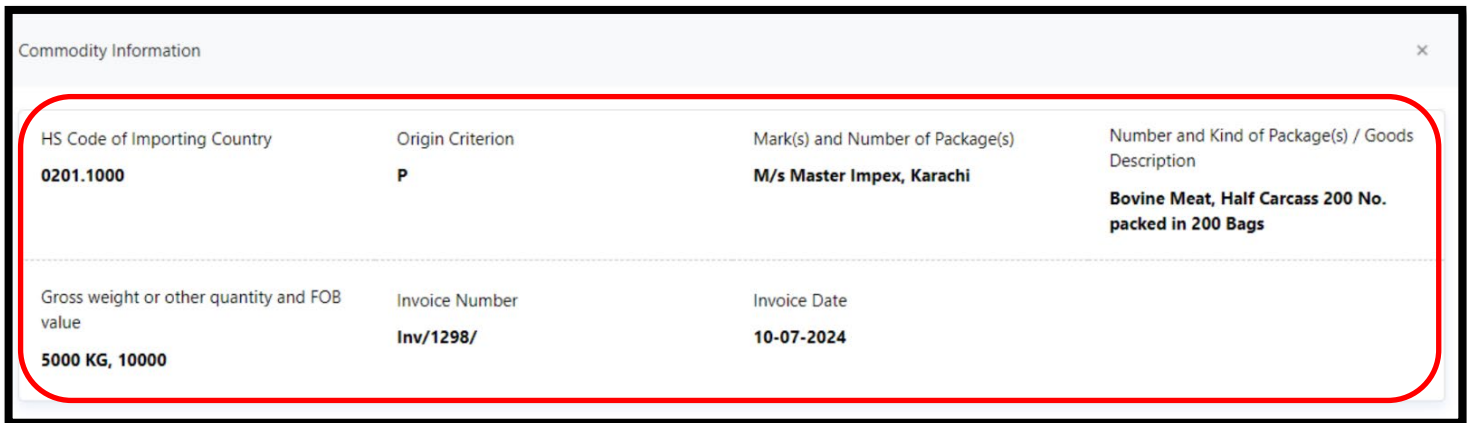 Commodity Information ×
HS Code of Importing Country
0201.1000
Origin Criterion
P
Mark(s) and Number of Package(s)
M/s Master Impex, Karachi
Number and Kind of Package(s) / Goods
Description
Bovine Meat, Half Carcass 200 No.
packed in 200 Bags
Gross weight or other quantity and FOB
value
5000 KG, 10000
Invoice Number
Inv/1298/
Invoice Date
10-07-2024